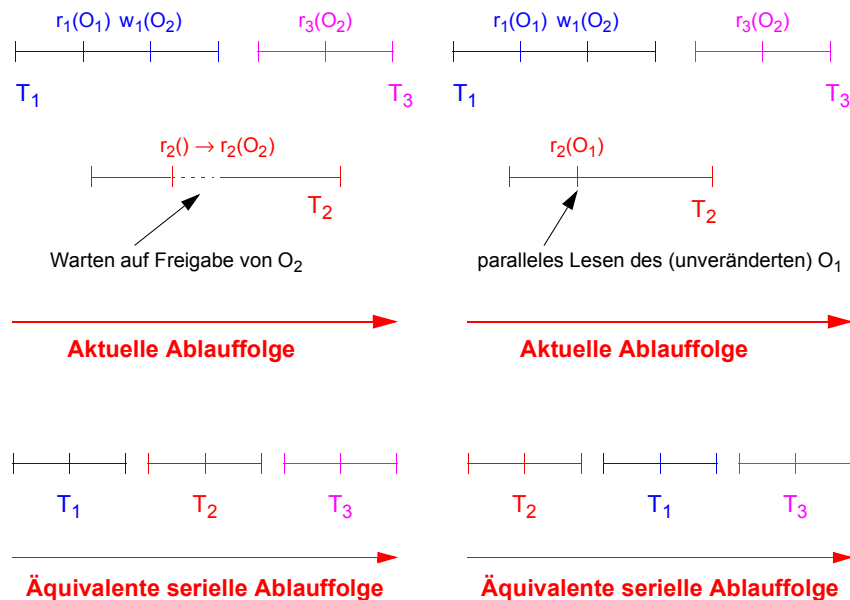 r₁(O₁) w₁(O₂)
r₃(O₂)
T₁
T₃
r₂() → r₂(O₂)
T₂
Warten auf Freigabe von O₂
Aktuelle Ablauffolge
T₁
T₂
T₃
Äquivalente serielle Ablauffolge
r₁(O₁) w₁(O₂)
r₃(O₂)
T₁
T₃
r₂(O₁)
T₂
paralleles Lesen des (unveränderten) O₁
Aktuelle Ablauffolge
T₂
T₁
T₃
Äquivalente serielle Ablauffolge